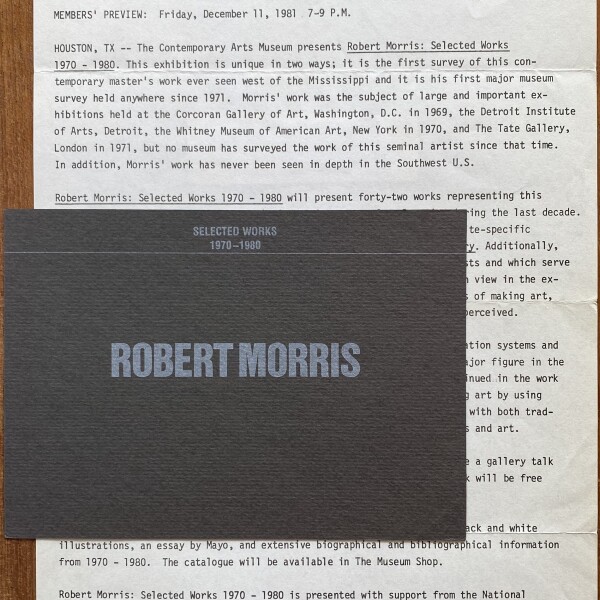 MEMBERS' PREVIEW: Friday, December 11, 1981 7-9 P.M.
HOUSTON, TX -- The Contemporary Arts Museum presents Robert Morris: Selected Works
1970 - 1980. This exhibition is unique in two ways; it is the first survey of this con-
temporary master's work ever seen west of the Mississippi and it is his first major museum
survey held anywhere since 1971. Morris' work was the subject of large and important ex-
hibitions held at the Corcoran Gallery of Art, Washington, D.C. in 1969, the Detroit Institute
of Arts, Detroit, the Whitney Museum of American Art, New York in 1970, and The Tate Gallery,
London in 1971, but no museum has surveyed the work of this seminal artist since that time.
In addition, Morris' work has never been seen in depth in the Southwest U.S.
Robert Morris: Selected Works 1970 - 1980 will present forty-two works representing this
the last decade.
te-specific
Additionally,
and which serve
view in the ex-
of making art,
perceived.
systems and
figure in the
in the work
art by using
with both trad-
and art.
a gallery talk
will be free
and white
illustrations, an essay by Mayo, and extensive biographical and bibliographical information
from 1970 - 1980. The catalogue will be available in The Museum Shop.
Robert Morris: Selected Works 1970 - 1980 is presented with support from the National
SELECTED WORKS
1970-1980
ROBERT MORRIS